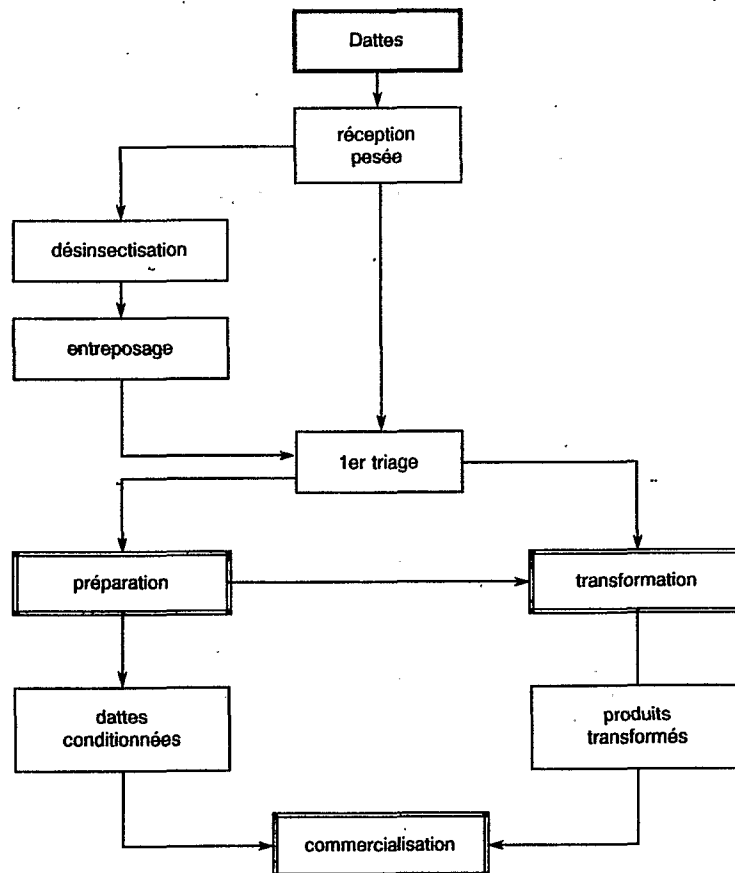 Dattes
réception
pesée
désinsectisation
entreposage
1er triage
préparation
transformation
dattes
conditionnées
produits
transformés
commercialisation